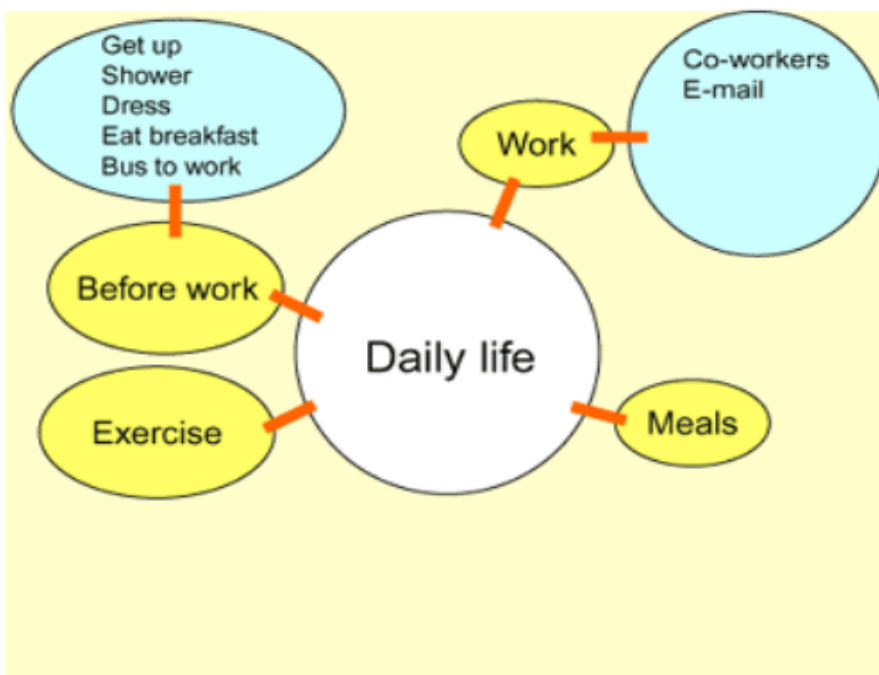 Get up
Shower
Dress
Eat breakfast
Bus to work
Co-workers
E-mail
Work
Before work
Daily life
Exercise
Meals